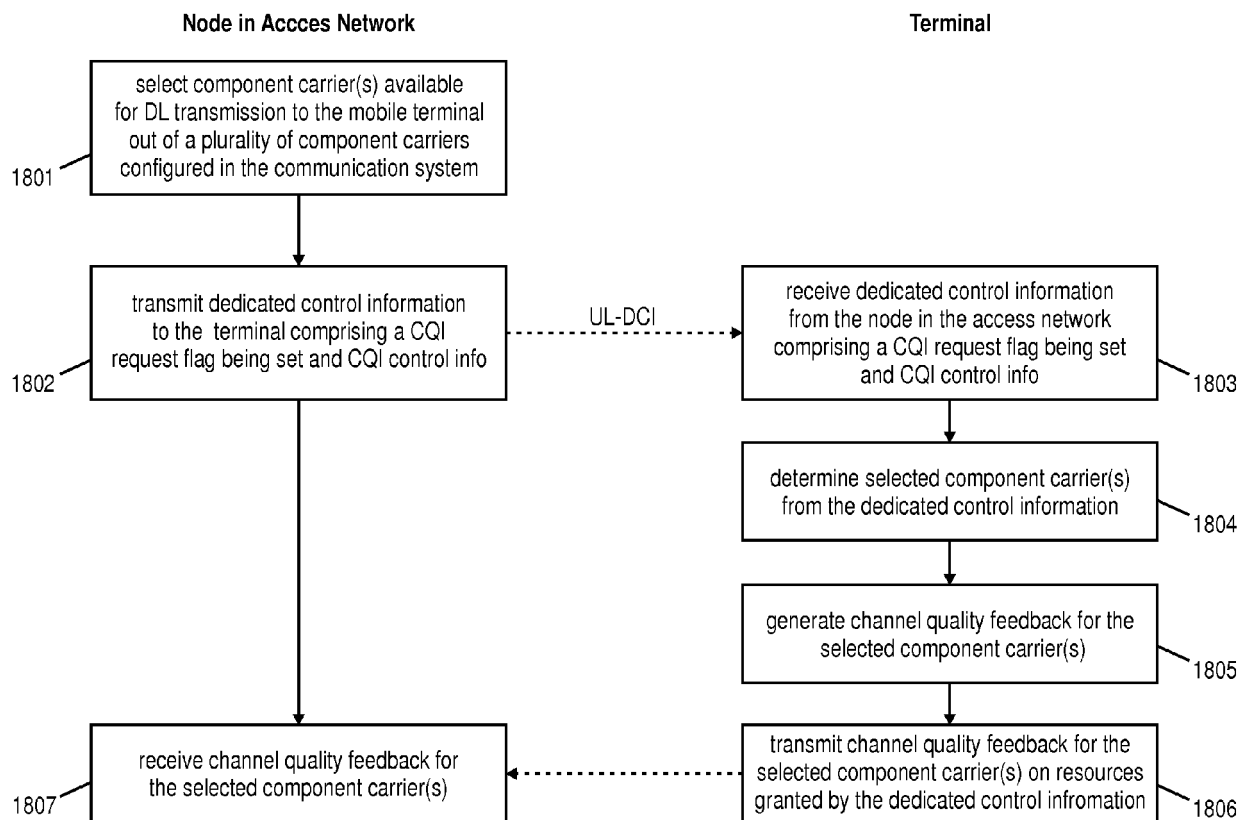 Node in Accces Network
Terminal
select component carrier(s) available
for DL transmission to the mobile terminal
out of a plurality of component carriers
configured in the communication system
1801
transmit dedicated control information
to the terminal comprising a CQI
request flag being set and CQI control info
1802
UL-DCI
receive dedicated control information
from the node in the access network
comprising a CQI request flag being set
and CQI control info
1803
determine selected component carrier(s)
from the dedicated control information
1804
generate channel quality feedback for the
selected component carrier(s)
1805
transmit channel quality feedback for the
selected component carrier(s) on resources
granted by the dedicated control infromation
1806
receive channel quality feedback for
the selected component carrier(s)
1807